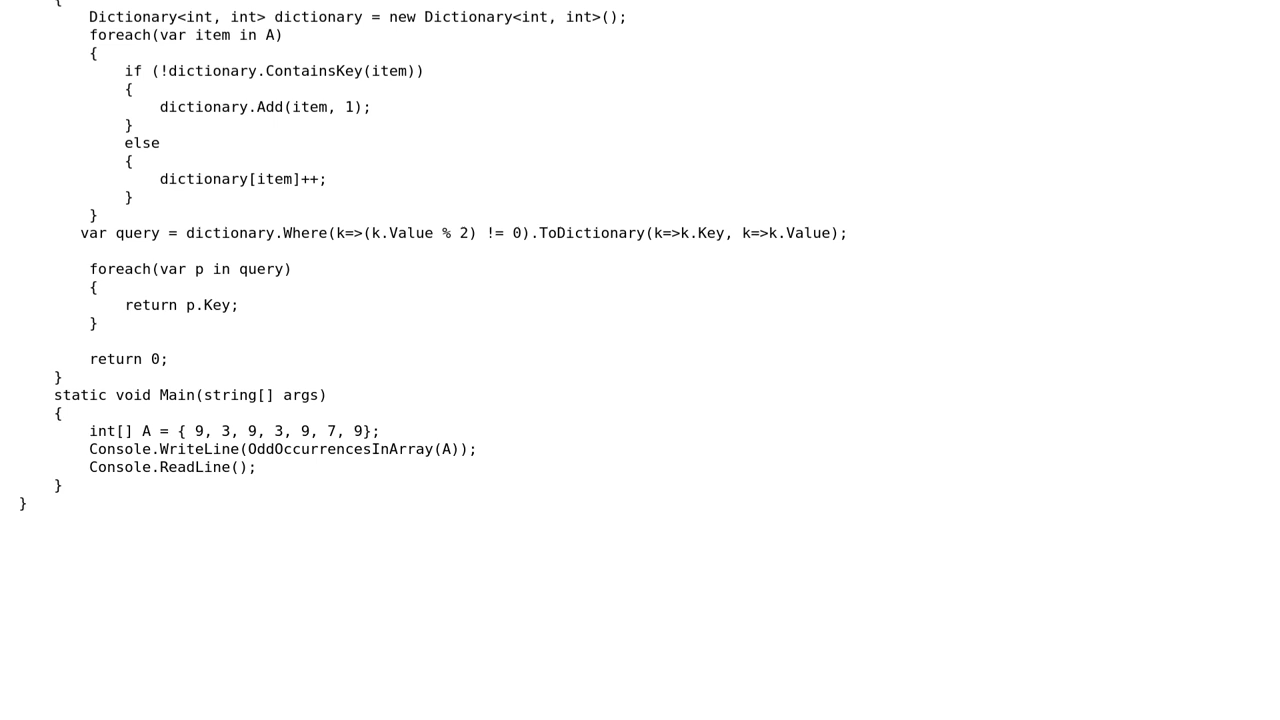 {
Dictionary<int, int> dictionary = new Dictionary<int, int>();
foreach(var item in A)
{
if (!dictionary.ContainsKey(item))
{
dictionary.Add(item, 1);
}
else
{
dictionary[item]++;
}
}
var query = dictionary.Where(k=>(k.Value % 2) != 0).ToDictionary(k=>k.Key, k=>k.Value);
foreach(var p in query)
{
return p.Key;
}
return 0;
}
static void Main(string[] args)
{
int[] A = { 9, 3, 9, 3, 9, 7, 9};
Console.WriteLine(OddOccurrencesInArray(A));
Console.ReadLine();
}
}